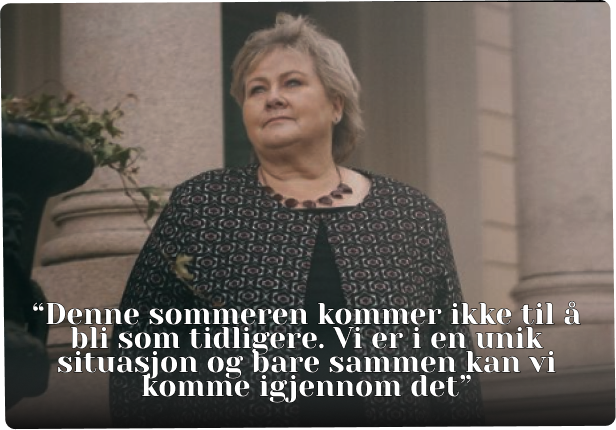 “Denne sommeren kommer ikke til å
bli som tidligere. Vi er i en unik
situasjon og bare sammen kan vi
komme igjennom det”